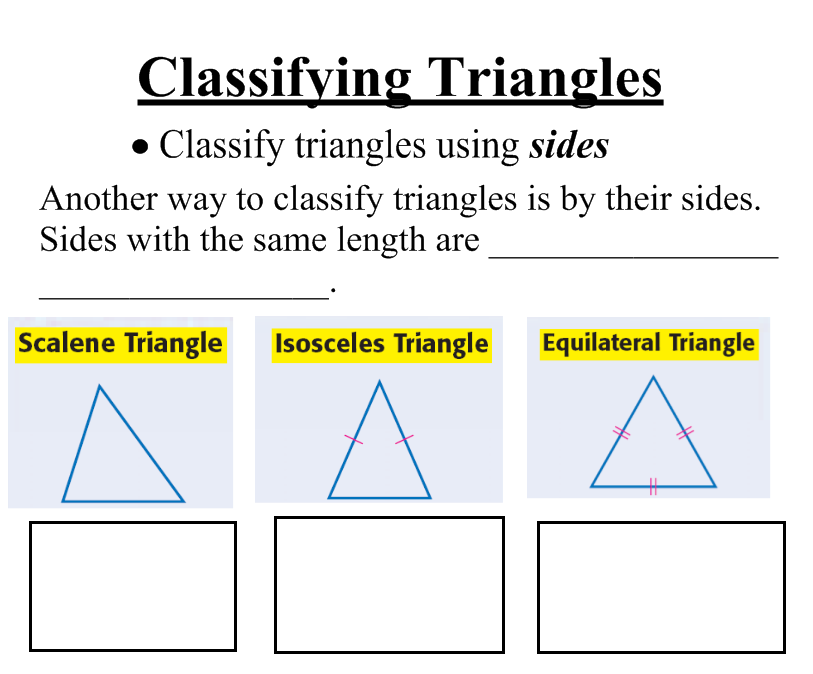 Classifying Triangles
• Classify triangles using sides
Another way to classify triangles is by their sides.
Sides with the same length are ________________
________________.
Scalene Triangle
Isosceles Triangle
Equilateral Triangle